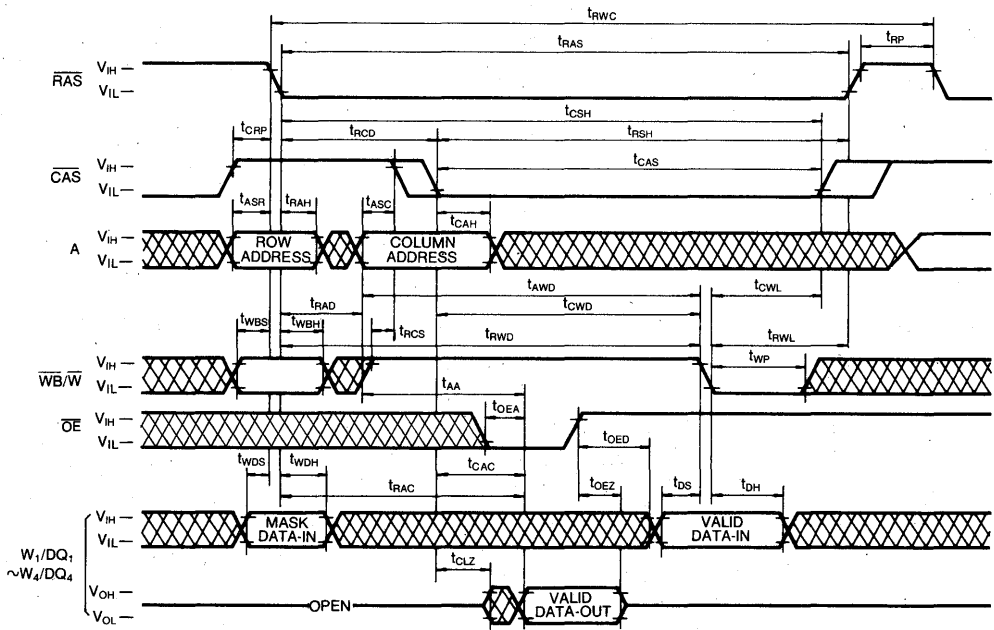 tRWC
tRAS
tRP
RAS
VIH
VIL
tCSH
tCRP
tRCD
tRSH
tCAS
CAS
VIH
VIL
tASR
tRAH
tASC
tCAH
A
VIH
VIL
ROW ADDRESS
COLUMN ADDRESS
tAWD
tCWL
tRAD
tCWD
tWBS
tWBH
tRCS
tRWD
tRWL
tWP
WB/W
VIH
VIL
tAA
OE
VIH
VIL
tOEA
tOED
tWDS
tWDH
tCAC
tRAC
tOEZ
tDS
tDH
W1/DQ1
~W4/DQ4
VIH
VIL
MASK DATA-IN
VALID DATA-IN
tCLZ
VOH
VOL
OPEN
VALID DATA-OUT